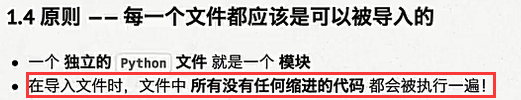 1.4 原则 —— 每一个文件都应该是可以被导入的
一个 独立的 Python 文件 就是一个 模块
在导入文件时，文件中 所有没有任何缩进的代码 都会被执行一遍！